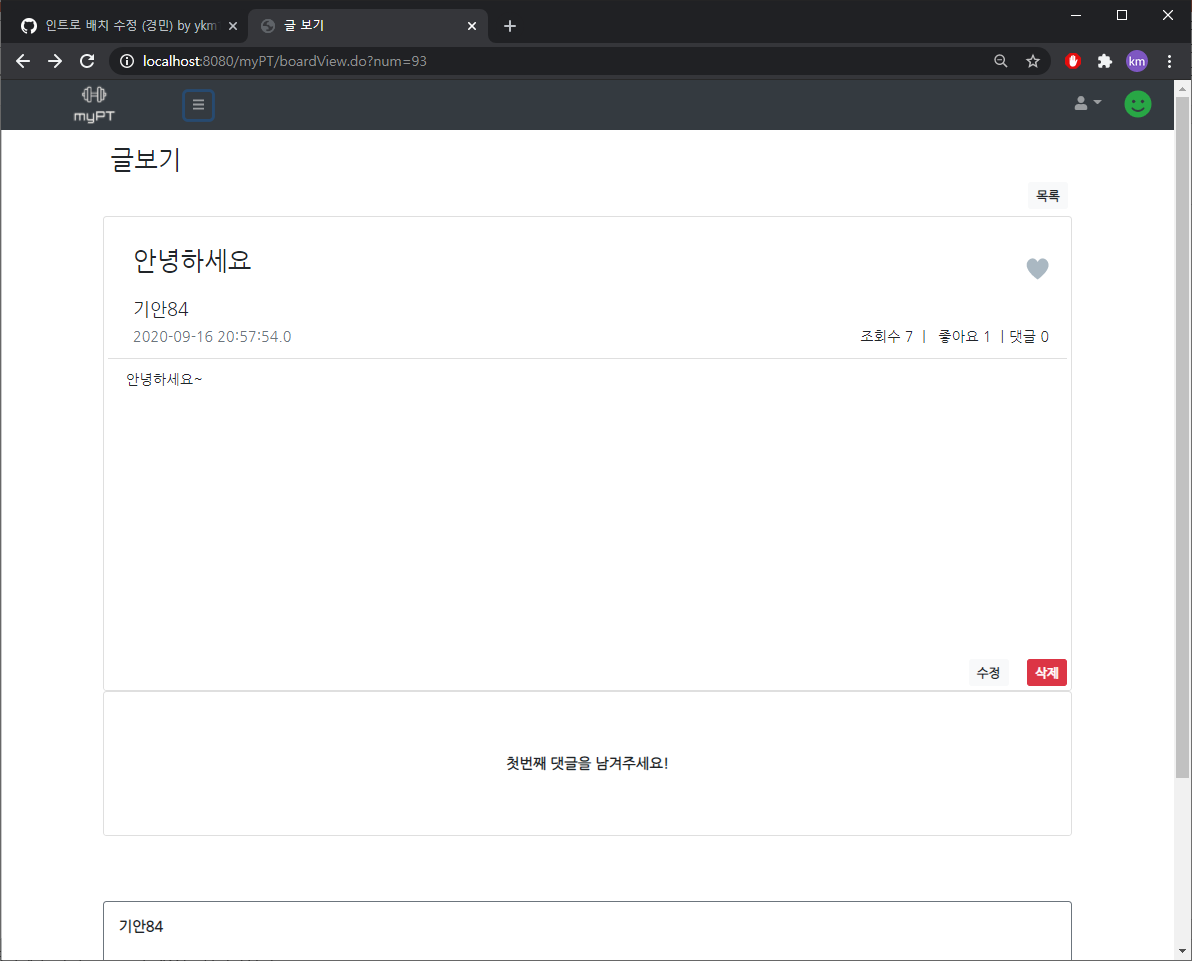 인트로 배치 수정 (경민) by ykm
글 보기
localhost:8080/myPT/boardView.do?num=93
km
myPT
글보기
목록
안녕하세요
기안84
2020-09-16 20:57:54.0
조회수 7 | 좋아요 1 | 댓글 0
안녕하세요~
수정 삭제
첫번째 댓글을 남겨주세요!
기안84